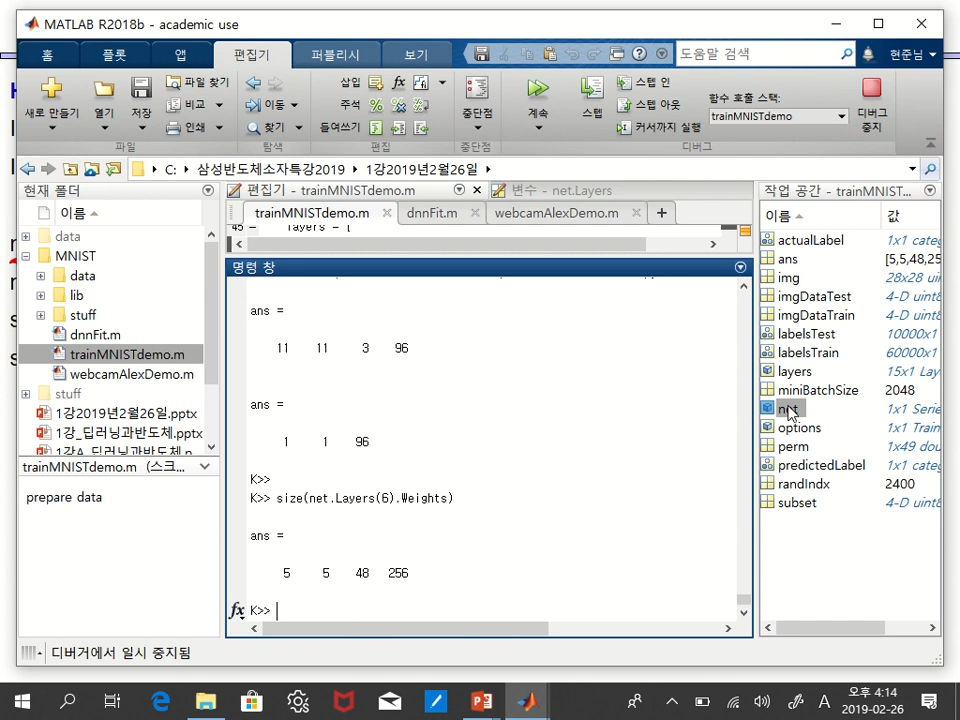 MATLAB R2018b - academic use
홈 플롯 앱 편집기 퍼블리시 보기 도움말 검색 현준님
새로 만들기 열기 저장 파일 찾기 비교 인쇄 이동 찾기 삽입 주석 들여쓰기 fx 중단점 계속 스텝 스텝 인 스텝 아웃 커서까지 실행 함수 호출 스택: trainMNISTdemo 디버그 중지
파일 탐색 편집 중단점 디버그
C: 삼성반도체소자특강2019 1강2019년2월26일
현재 폴더
이름
data
MNIST
data
lib
stuff
dnnFit.m
trainMNISTdemo.m
webcamAlexDemo.m
stuff
1강2019년2월26일.pptx
1강_딥러닝과반도체.pptx
trainMNISTdemo.m (스크...
prepare data
편집기 - trainMNISTdemo.m 변수 - net.Layers
trainMNISTdemo.m dnnFit.m webcamAlexDemo.m
45 - layers = [
명령 창
ans =
11 11 3 96
ans =
1 1 96
K>>
K>> size(net.Layers(6).Weights)
ans =
5 5 48 256
fx K>>
작업 공간 - trainMNIST...
이름 값
actualLabel 1x1 categ
ans [5,5,48,25
img 28x28 ui
imgDataTest 4-D uint8
imgDataTrain 4-D uint8
labelsTest 10000x1
labelsTrain 60000x1
layers 15x1 Lay
miniBatchSize 2048
net 1x1 Serie
options 1x1 Train
perm 1x49 dou
predictedLabel 1x1 categ
randIndx 2400
subset 4-D uint8
디버거에서 일시 중지됨
A 오후 4:14
2019-02-26